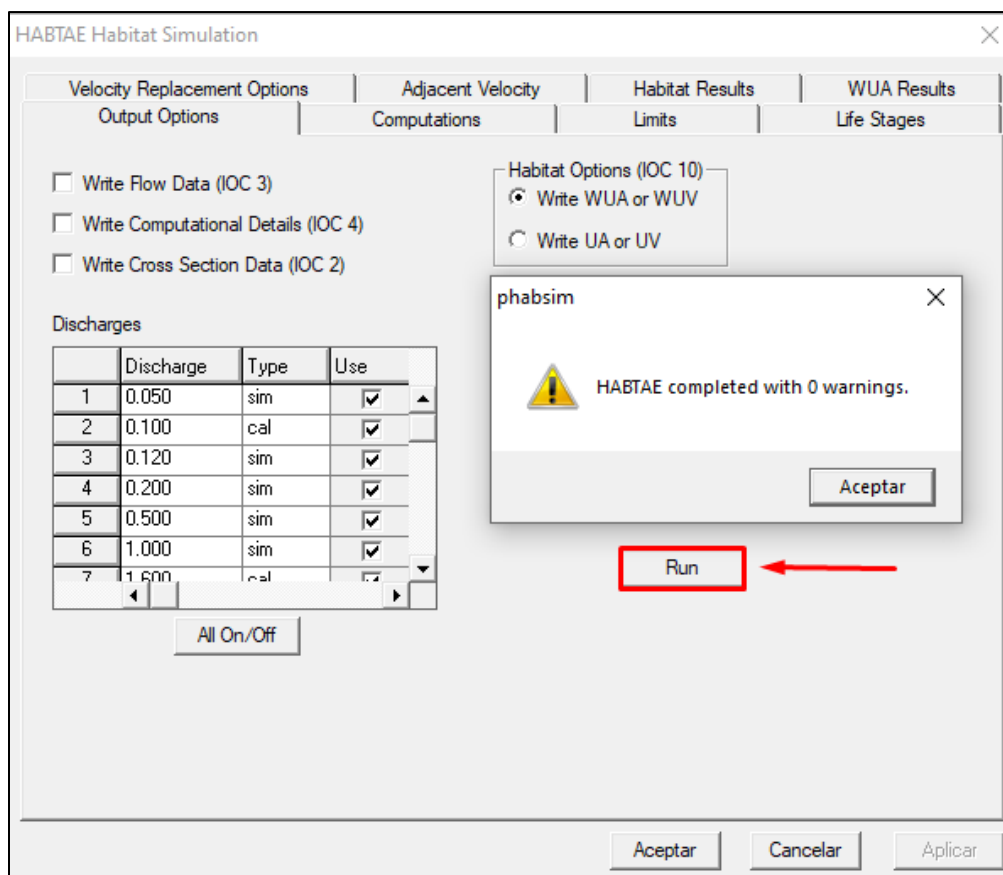 HABTAE Habitat Simulation
Velocity Replacement Options Adjacent Velocity Habitat Results WUA Results
Output Options Computations Limits Life Stages
Write Flow Data (IOC 3)
Write Computational Details (IOC 4)
Write Cross Section Data (IOC 2)
Habitat Options (IOC 10)
Write WUA or WUV
Write UA or UV
phabsim
HABTAE completed with 0 warnings.
Aceptar
Discharges
Discharge Type Use
1 0.050 sim
2 0.100 cal
3 0.120 sim
4 0.200 sim
5 0.500 sim
6 1.000 sim
7 1.600 cal
All On/Off
Run
Aceptar Cancelar Aplicar